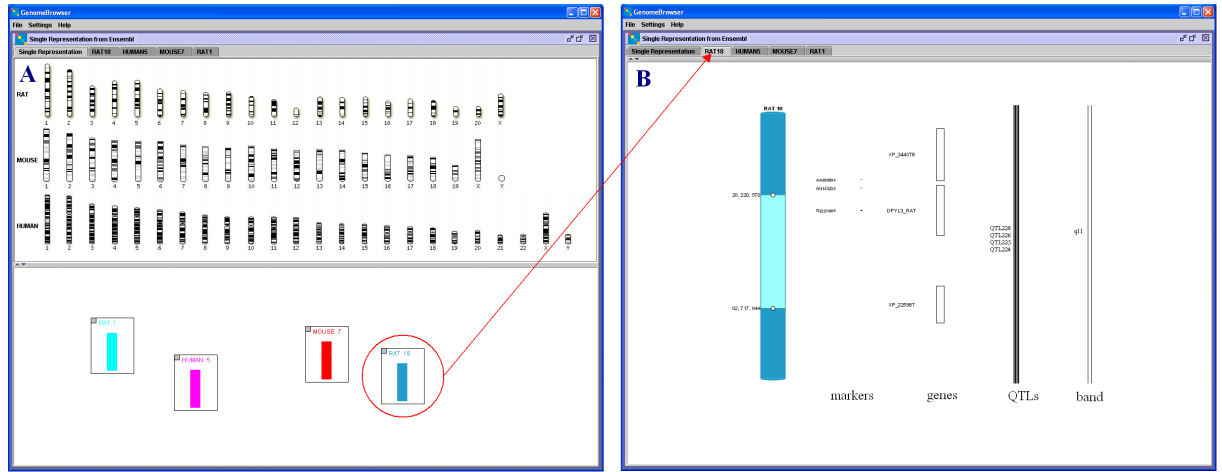 GenomeBrowser
File Settings Help
Single Representation from Ensembl
Single Representation RAT18 HUMAN5 MOUSE7 RAT1
A
RAT
1 2 3 4 5 6 7 8 9 10 11 12 13 14 15 16 17 18 19 20 X
MOUSE
1 2 3 4 5 6 7 8 9 10 11 12 13 14 15 16 17 18 19 X Y
HUMAN
1 2 3 4 5 6 7 8 9 10 11 12 13 14 15 16 17 18 19 20 21 22 X Y
RAT 1
HUMAN 5
MOUSE 7
RAT 18
GenomeBrowser
File Settings Help
Single Representation from Ensembl
Single Representation RAT18 HUMAN5 MOUSE7 RAT1
B
RAT 18
XP_344078
DPYL3_RAT
QTL228
QTL226
QTL225
QTL224
q11
XP_225987
markers genes QTLs band